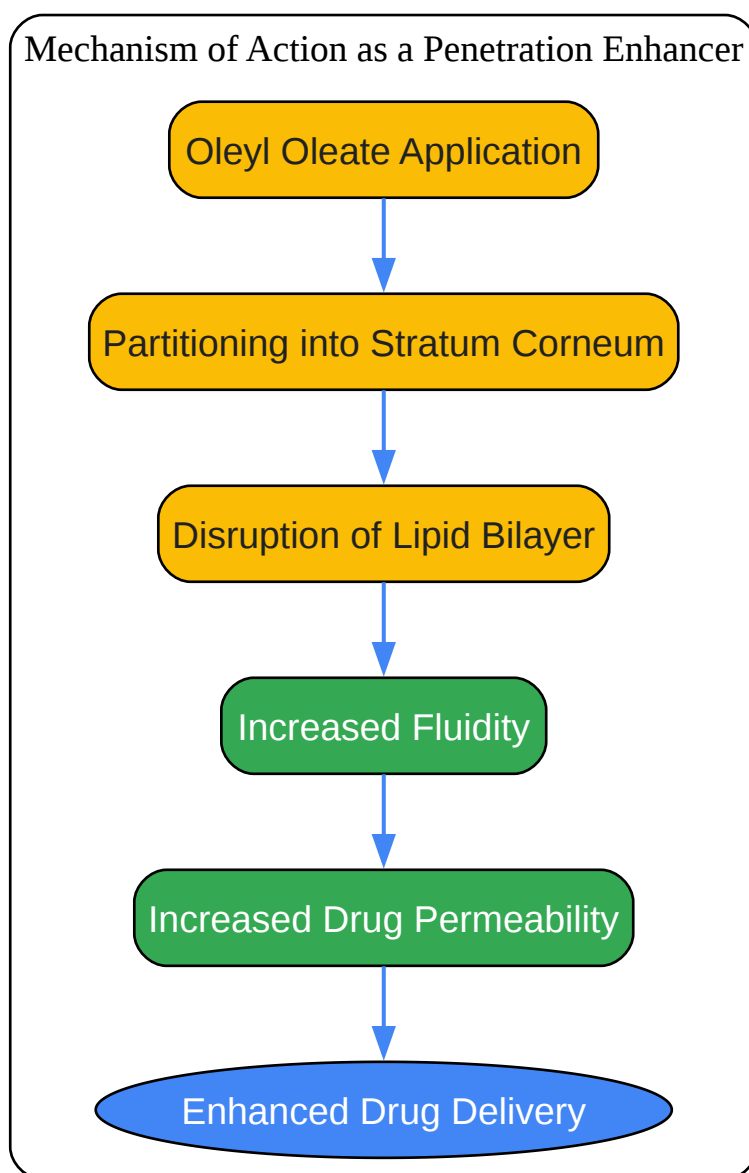 Mechanism of Action as a Penetration Enhancer
Oleyl Oleate Application
Partitioning into Stratum Corneum
Disruption of Lipid Bilayer
Increased Fluidity
Increased Drug Permeability
Enhanced Drug Delivery